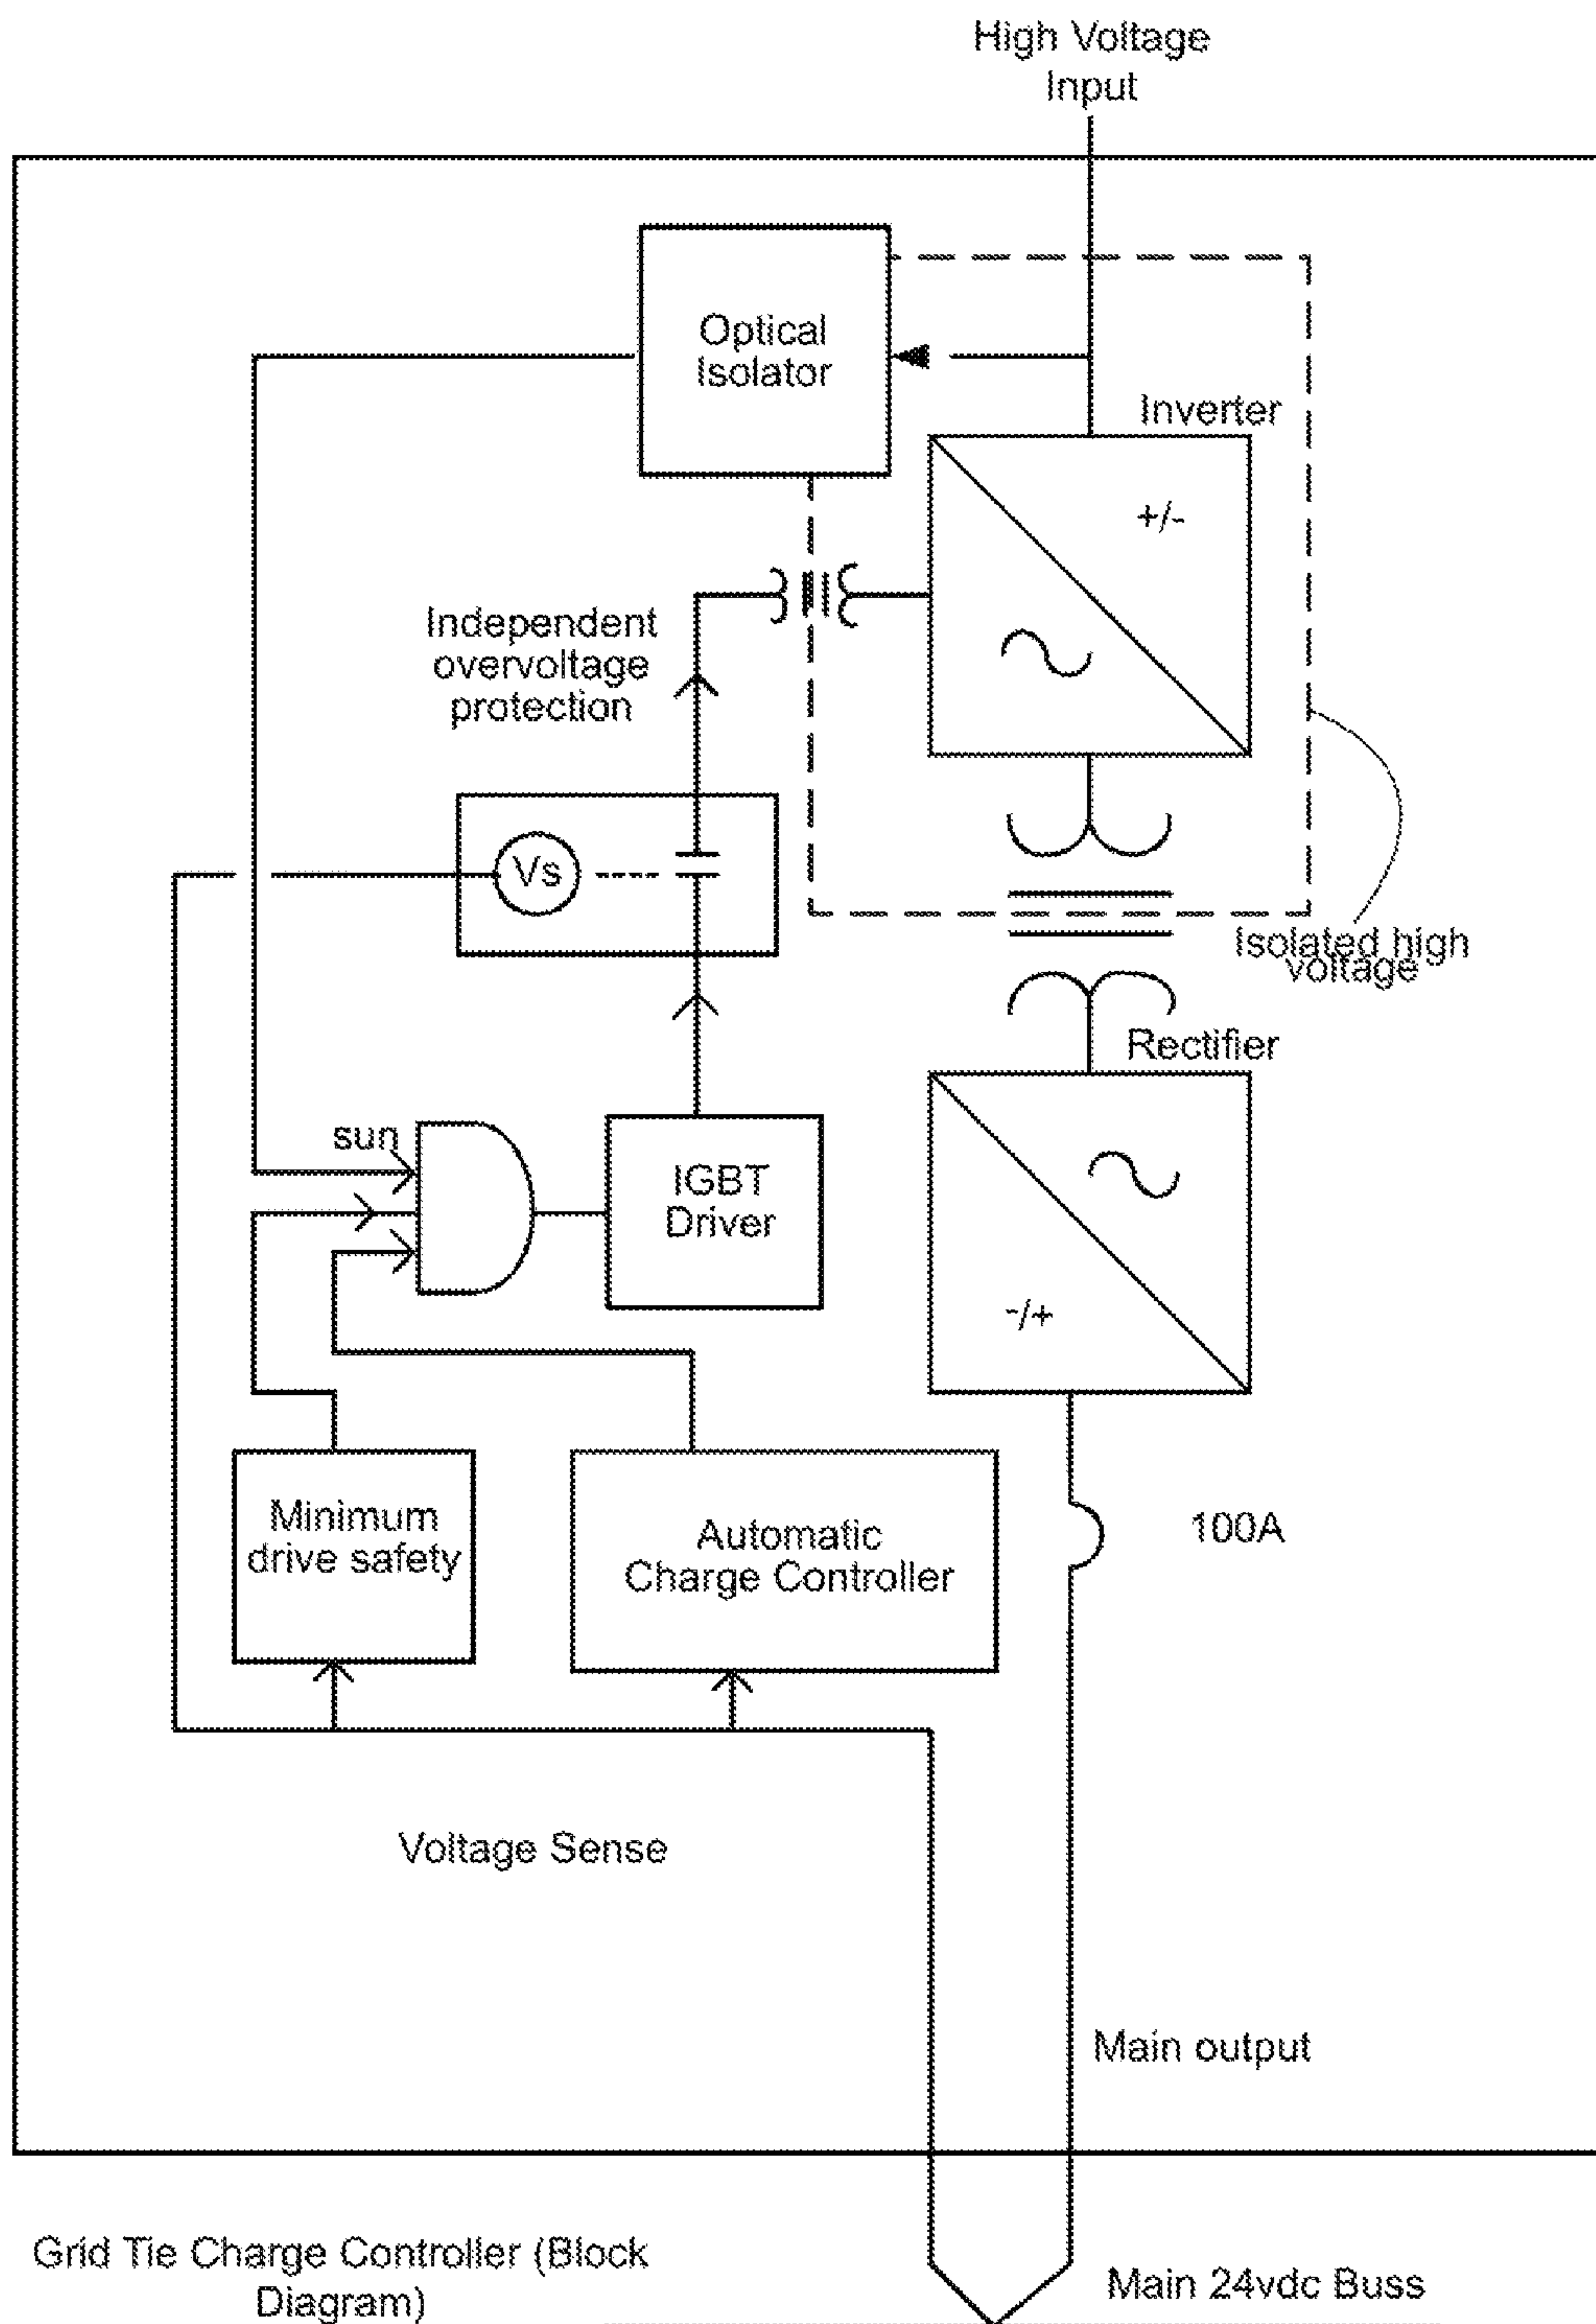 High Voltage
Input
Optical
Isolator
Inverter
+/-
Independent
overvoltage
protection
Vs
Isolated high
voltage
Rectifier
sun
IGBT
Driver
-/+
Minimum
drive safety
Automatic
Charge Controller
100A
Voltage Sense
Main output
Grid Tie Charge Controller (Block
Diagram)
Main 24vdc Buss